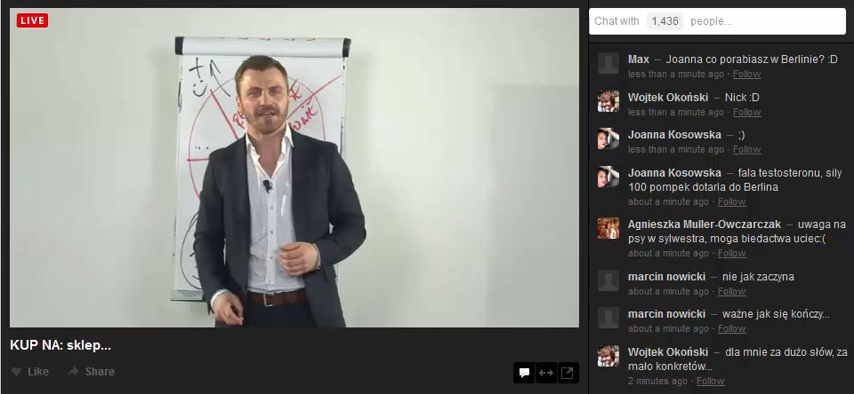 LIVE
KUP NA: sklep...
Like
Share
Chat with 1,436 people...
Max – Joanna co porabiasz w Berlinie? :D
less than a minute ago · Follow
Wojtek Okoński – Nick :D
less than a minute ago · Follow
Joanna Kosowska – ;)
less than a minute ago · Follow
Joanna Kosowska – fala testosteronu, sily
100 pompek dotarla do Berlina
about a minute ago · Follow
Agnieszka Muller-Owczarczak – uwaga na
psy w sylwestra, moga biedactwa uciec:(
about a minute ago · Follow
marcin nowicki – nie jak zaczyna
about a minute ago · Follow
marcin nowicki – ważne jak się kończy...
about a minute ago · Follow
Wojtek Okoński – dla mnie za dużo słów, za
mało konkretów...
2 minutes ago · Follow